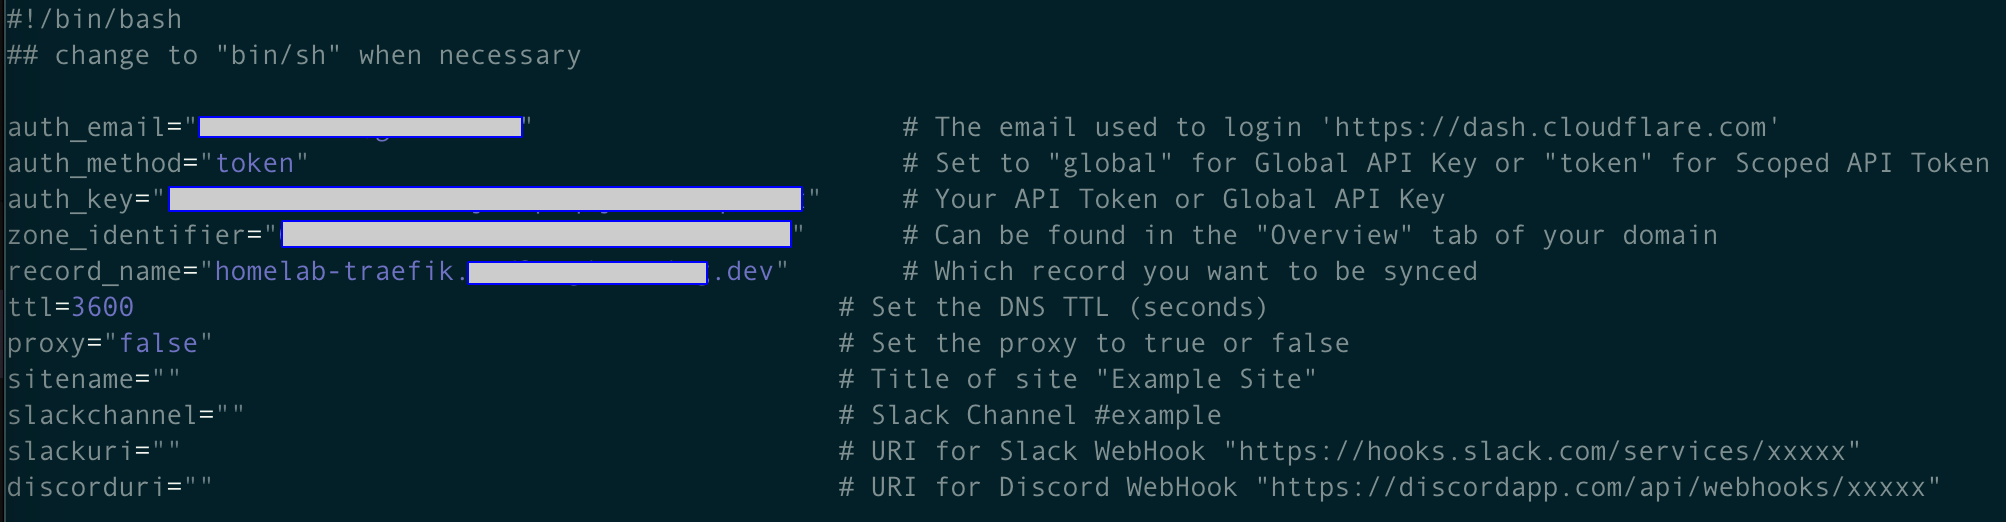 #!/bin/bash
## change to "bin/sh" when necessary
auth_email="" # The email used to login 'https://dash.cloudflare.com'
auth_method="token" # Set to "global" for Global API Key or "token" for Scoped API Token
auth_key="" # Your API Token or Global API Key
zone_identifier="" # Can be found in the "Overview" tab of your domain
record_name="homelab-traefik..dev" # Which record you want to be synced
ttl=3600 # Set the DNS TTL (seconds)
proxy="false" # Set the proxy to true or false
sitename="" # Title of site "Example Site"
slackchannel="" # Slack Channel #example
slackuri="" # URI for Slack WebHook "https://hooks.slack.com/services/xxxxx"
discorduri="" # URI for Discord WebHook "https://discordapp.com/api/webhooks/xxxxx"